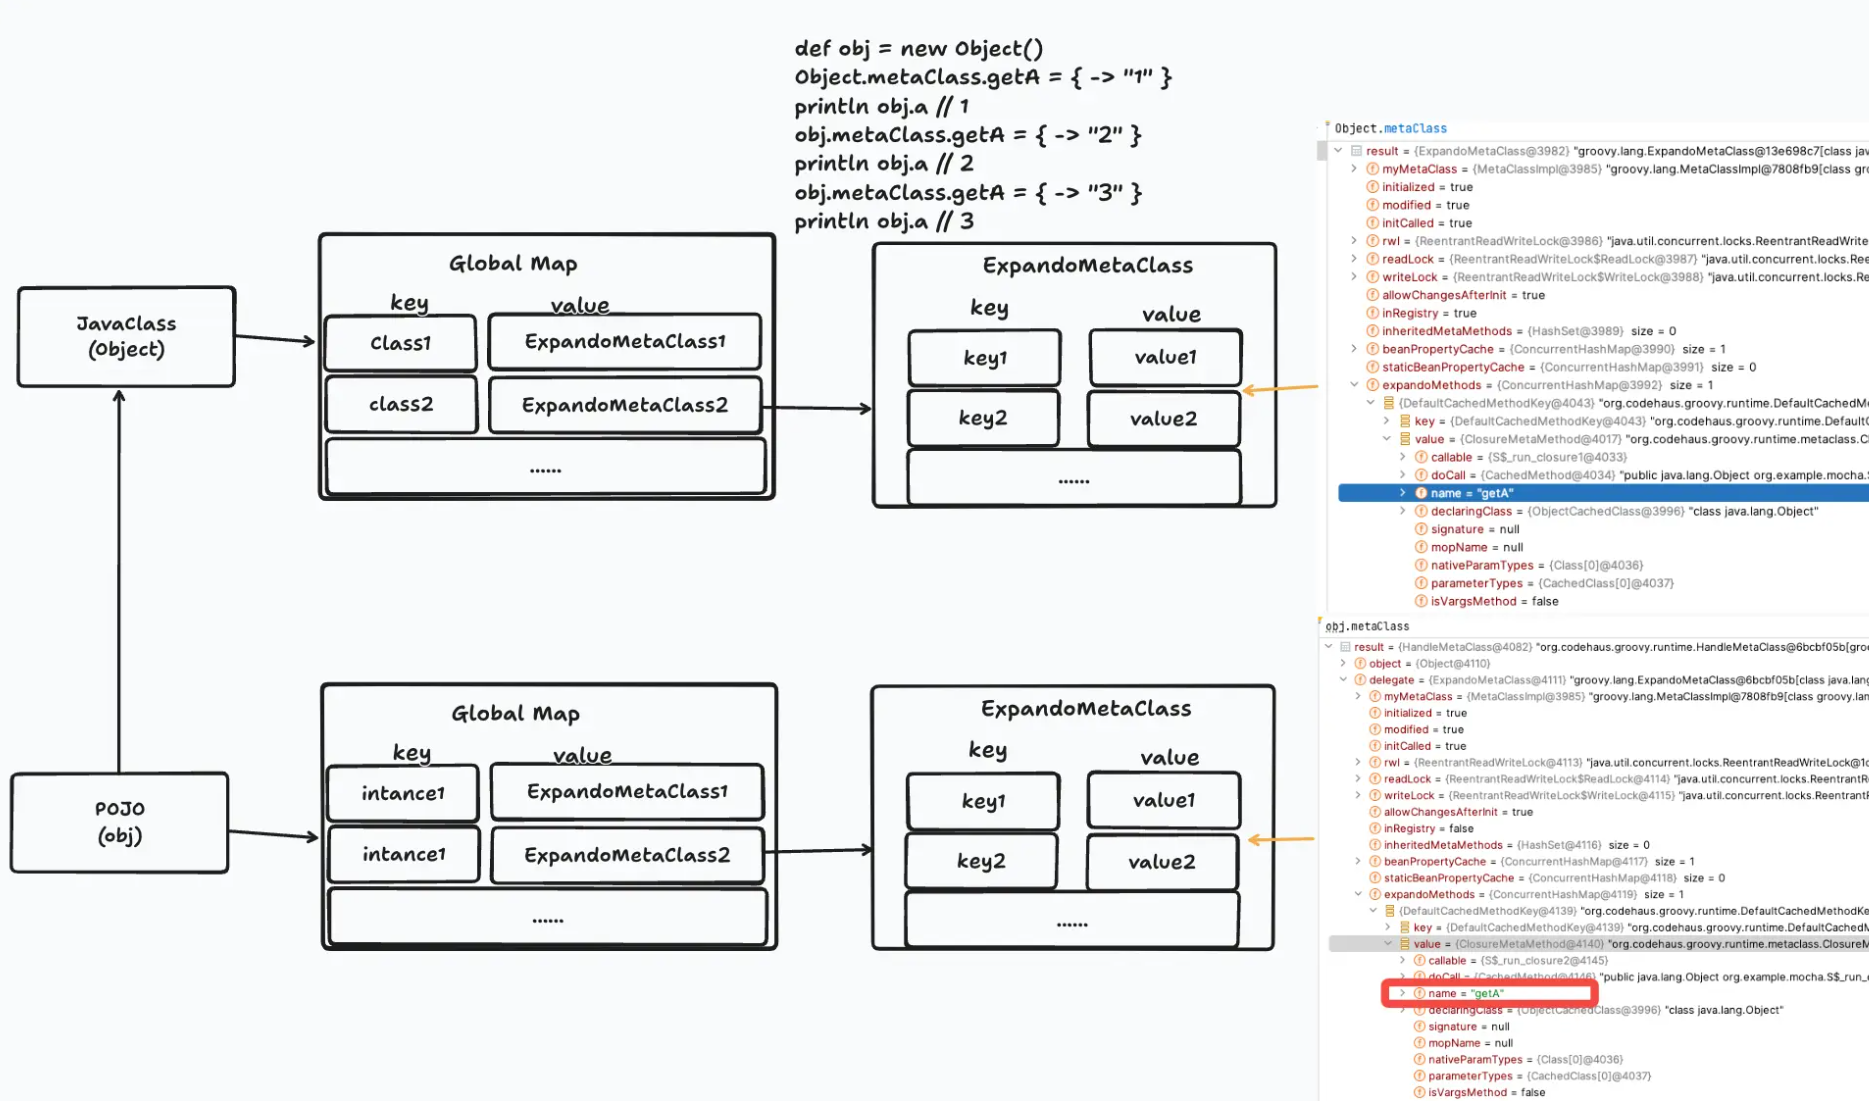 def obj = new Object()
Object.metaClass.getA = { -> "1" }
println obj.a // 1
obj.metaClass.getA = { -> "2" }
println obj.a // 2
obj.metaClass.getA = { -> "3" }
println obj.a // 3
JavaClass
(Object)
Global Map
key value
class1 ExpandoMetaClass1
class2 ExpandoMetaClass2
......
ExpandoMetaClass
key value
key1 value1
key2 value2
......
POJO
(obj)
Global Map
key value
intance1 ExpandoMetaClass1
intance1 ExpandoMetaClass2
......
ExpandoMetaClass
key value
key1 value1
key2 value2
......
Object.metaClass
result = {ExpandoMetaClass@3982} "groovy.lang.ExpandoMetaClass@13e698c7[class jav
myMetaClass = {MetaClassImpl@3985} "groovy.lang.MetaClassImpl@7808fb9[class gro
initialized = true
modified = true
initCalled = true
rwl = {ReentrantReadWriteLock@3986} "java.util.concurrent.locks.ReentrantReadWrite
readLock = {ReentrantReadWriteLock$ReadLock@3987} "java.util.concurrent.locks.Ree
writeLock = {ReentrantReadWriteLock$WriteLock@3988} "java.util.concurrent.locks.Re
allowChangesAfterInit = true
inRegistry = true
inheritedMetaMethods = {HashSet@3989} size = 0
beanPropertyCache = {ConcurrentHashMap@3990} size = 1
staticBeanPropertyCache = {ConcurrentHashMap@3991} size = 0
expandoMethods = {ConcurrentHashMap@3992} size = 1
{DefaultCachedMethodKey@4043} "org.codehaus.groovy.runtime.DefaultCachedMe
key = {DefaultCachedMethodKey@4043} "org.codehaus.groovy.runtime.DefaultC
value = {ClosureMetaMethod@4017} "org.codehaus.groovy.runtime.metaclass.Cl
callable = {S$_run_closure1@4033}
doCall = {CachedMethod@4034} "public java.lang.Object org.example.mocha.S
name = "getA"
declaringClass = {ObjectCachedClass@3996} "class java.lang.Object"
signature = null
mopName = null
nativeParamTypes = {Class[0]@4036}
parameterTypes = {CachedClass[0]@4037}
isVargsMethod = false
obj.metaClass
result = {HandleMetaClass@4082} "org.codehaus.groovy.runtime.HandleMetaClass@6bcbf05b[groo
object = {Object@4110}
delegate = {ExpandoMetaClass@4111} "groovy.lang.ExpandoMetaClass@6bcbf05b[class java.lang
myMetaClass = {MetaClassImpl@3985} "groovy.lang.MetaClassImpl@7808fb9[class groovy.lan
initialized = true
modified = true
initCalled = true
rwl = {ReentrantReadWriteLock@4113} "java.util.concurrent.locks.ReentrantReadWriteLock@1c
readLock = {ReentrantReadWriteLock$ReadLock@4114} "java.util.concurrent.locks.ReentrantRe
writeLock = {ReentrantReadWriteLock$WriteLock@4115} "java.util.concurrent.locks.ReentrantF
allowChangesAfterInit = true
inRegistry = false
inheritedMetaMethods = {HashSet@4116} size = 0
beanPropertyCache = {ConcurrentHashMap@4117} size = 1
staticBeanPropertyCache = {ConcurrentHashMap@4118} size = 0
expandoMethods = {ConcurrentHashMap@4119} size = 1
{DefaultCachedMethodKey@4139} "org.codehaus.groovy.runtime.DefaultCachedMethodKe
key = {DefaultCachedMethodKey@4139} "org.codehaus.groovy.runtime.DefaultCachedM
value = {ClosureMetaMethod@4140} "org.codehaus.groovy.runtime.metaclass.ClosureM
callable = {S$_run_closure2@4145}
doCall = {CachedMethod@4146} "public java.lang.Object org.example.mocha.S$_run_c
name = "getA"
declaringClass = {ObjectCachedClass@3996} "class java.lang.Object"
signature = null
mopName = null
nativeParamTypes = {Class[0]@4036}
parameterTypes = {CachedClass[0]@4037}
isVargsMethod = false